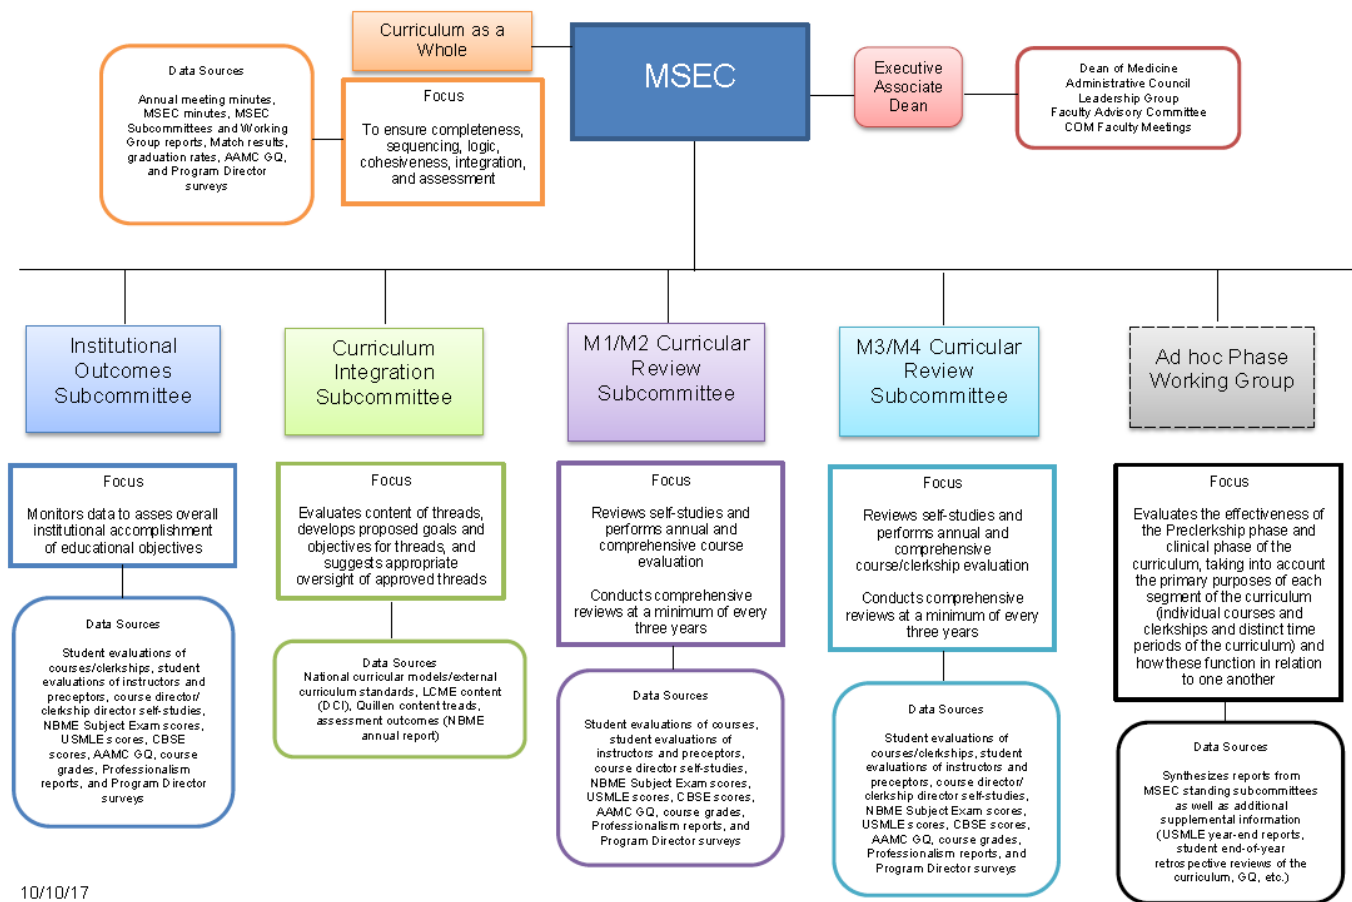 Curriculum as a
Whole
MSEC
Executive
Associate
Dean
Dean of Medicine
Administrative Council
Leadership Group
Faculty Advisory Committee
COM Faculty Meetings
Data Sources
Annual meeting minutes,
MSEC minutes, MSEC
Subcommittees and Working
Group reports, Match results,
graduation rates, AAMC GQ,
and Program Director
surveys
Focus
To ensure completeness,
sequencing, logic,
cohesiveness, integration,
and assessment
Institutional
Outcomes
Subcommittee
Curriculum
Integration
Subcommittee
M1/M2 Curricular
Review
Subcommittee
M3/M4 Curricular
Review
Subcommittee
Ad hoc Phase
Working Group
Focus
Monitors data to asses overall
institutional accomplishment
of educational objectives
Focus
Evaluates content of threads,
develops proposed goals and
objectives for threads, and
suggests appropriate
oversight of approved threads
Focus
Reviews self-studies and
performs annual and
comprehensive course
evaluation
Conducts comprehensive
reviews at a minimum of every
three years
Focus
Reviews self-studies and
performs annual and
comprehensive
course/clerkship evaluation
Conducts comprehensive
reviews at a minimum of every
three years
Focus
Evaluates the effectiveness of
the Preclerkship phase and
clinical phase of the
curriculum, taking into account
the primary purposes of each
segment of the curriculum
(individual courses and
clerkships and distinct time
periods of the curriculum) and
how these function in relation
to one another
Data Sources
Student evaluations of
courses/clerkships, student
evaluations of instructors
and preceptors, course director/
clerkship director self-studies,
NBME Subject Exam scores,
USMLE scores, CBSE
scores, AAMC GQ, course
grades, Professionalism
reports, and Program Director
surveys
Data Sources
National curricular models/external
curriculum standards, LCME content
(DCI), Quillen content treads,
assessment outcomes (NBME
annual report)
Data Sources
Student evaluations of courses,
student evaluations of
instructors and preceptors,
course director self-studies,
NBME Subject Exam scores,
USMLE scores, CBSE scores,
AAMC GQ, course grades,
Professionalism reports, and
Program Director surveys
Data Sources
Student evaluations of
courses/clerkships, student
evaluations of instructors and
preceptors, course director/
clerkship director self-studies,
NBME Subject Exam scores,
USMLE scores, CBSE scores,
AAMC GQ, course grades,
Professionalism reports, and
Program Director surveys
Data Sources
Synthesizes reports from
MSEC standing subcommittees
as well as additional
supplemental information
(USMLE year-end reports,
student end-of-year
retrospective reviews of the
curriculum, GQ, etc.)
10/10/17